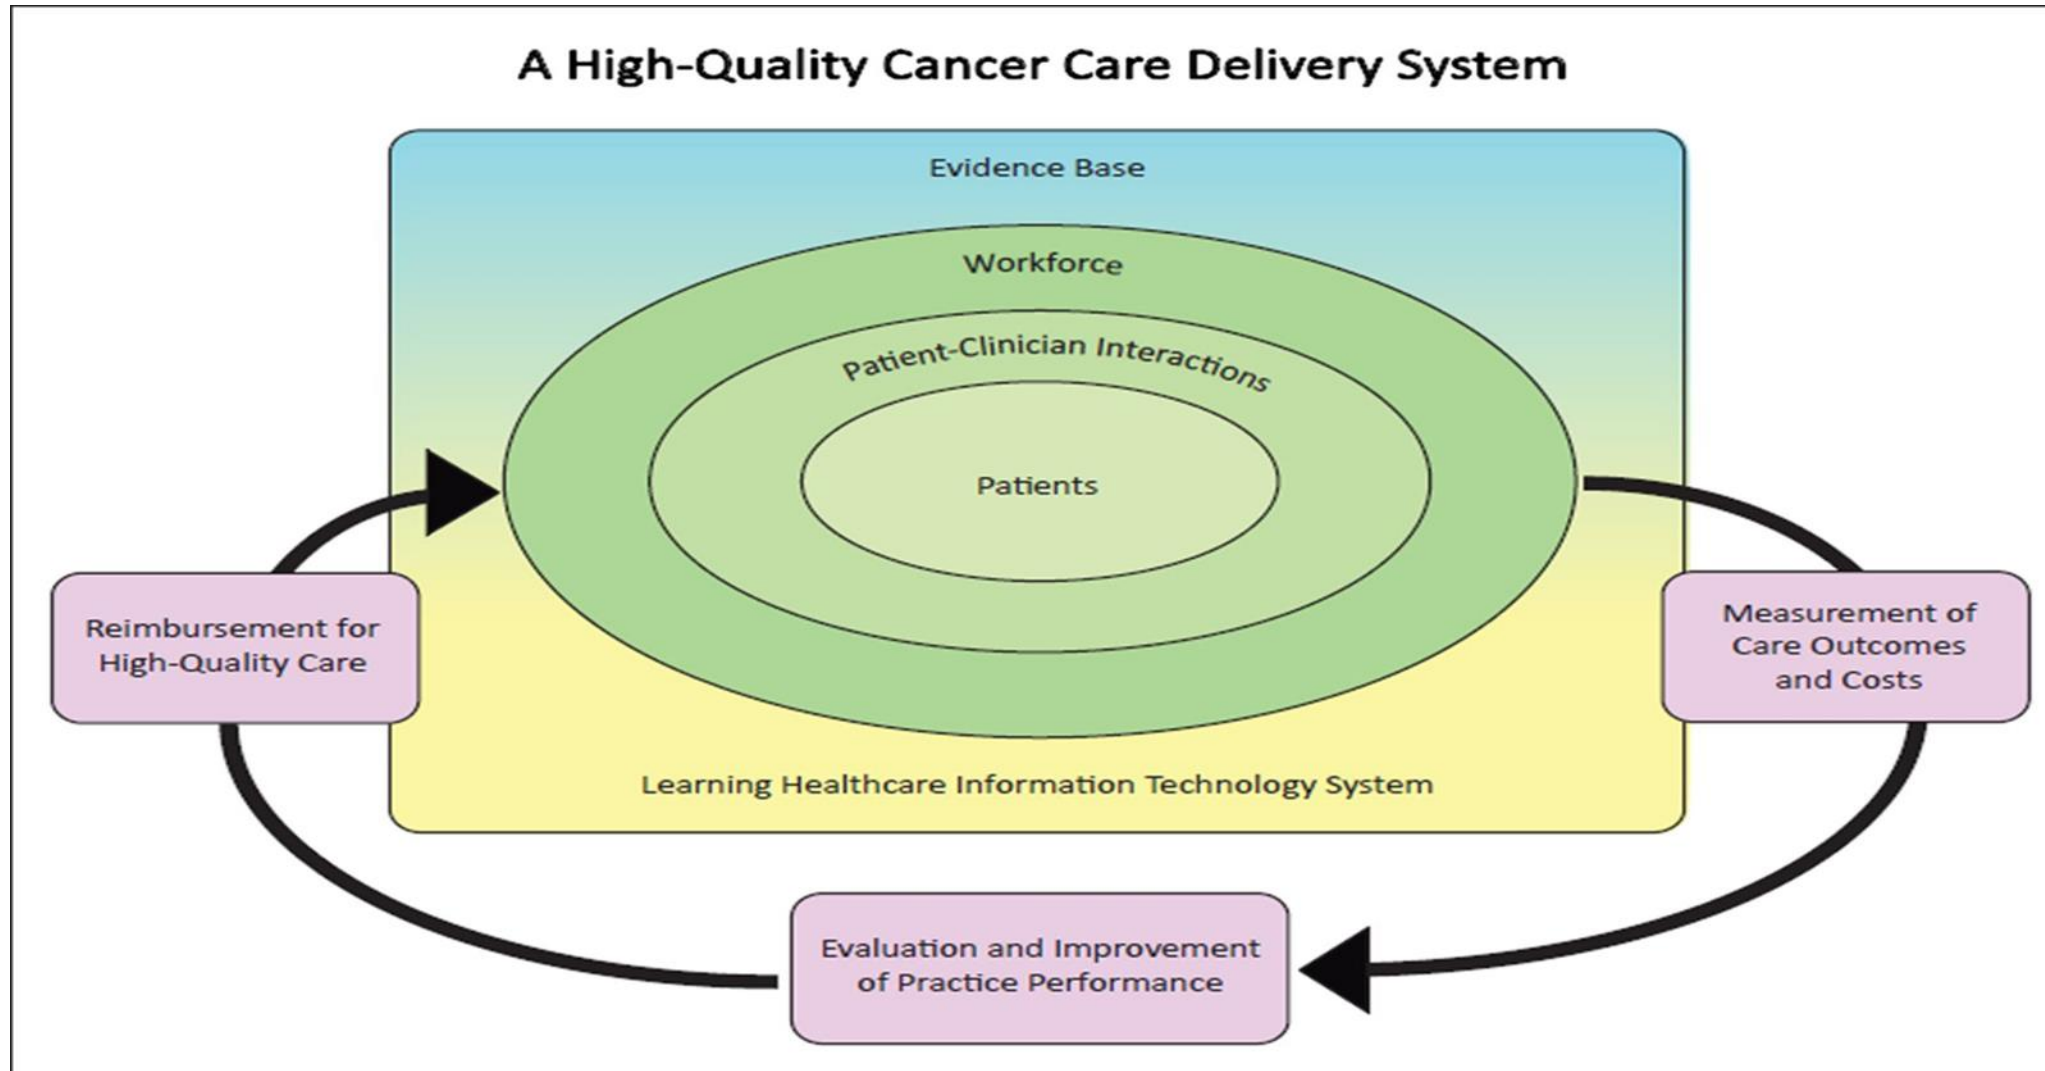 A High-Quality Cancer Care Delivery System
Evidence Base
Workforce
Patient-Clinician Interactions
Patients
Reimbursement for
High-Quality Care
Measurement of
Care Outcomes
and Costs
Learning Healthcare Information Technology System
Evaluation and Improvement
of Practice Performance